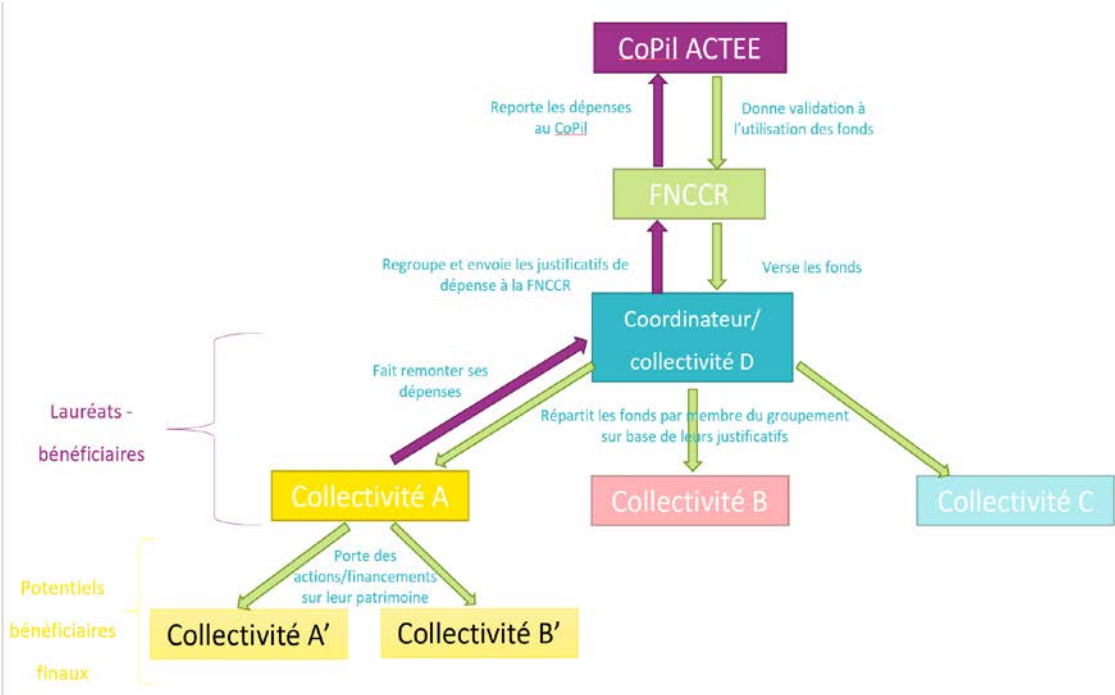 CoPil ACTEE
Reporte les dépenses
au CoPil
Donne validation à
l'utilisation des fonds
FNCCR
Regroupe et envoie les justificatifs de
dépense à la FNCCR
Verse les fonds
Coordinateur/
collectivité D
Fait remonter ses
dépenses
Répartit les fonds par membre du groupement
sur base de leurs justificatifs
Lauréats -
bénéficiaires
Collectivité A
Collectivité B
Collectivité C
Porte des
actions/financements
sur leur patrimoine
Potentiels
bénéficiaires
finaux
Collectivité A’
Collectivité B’